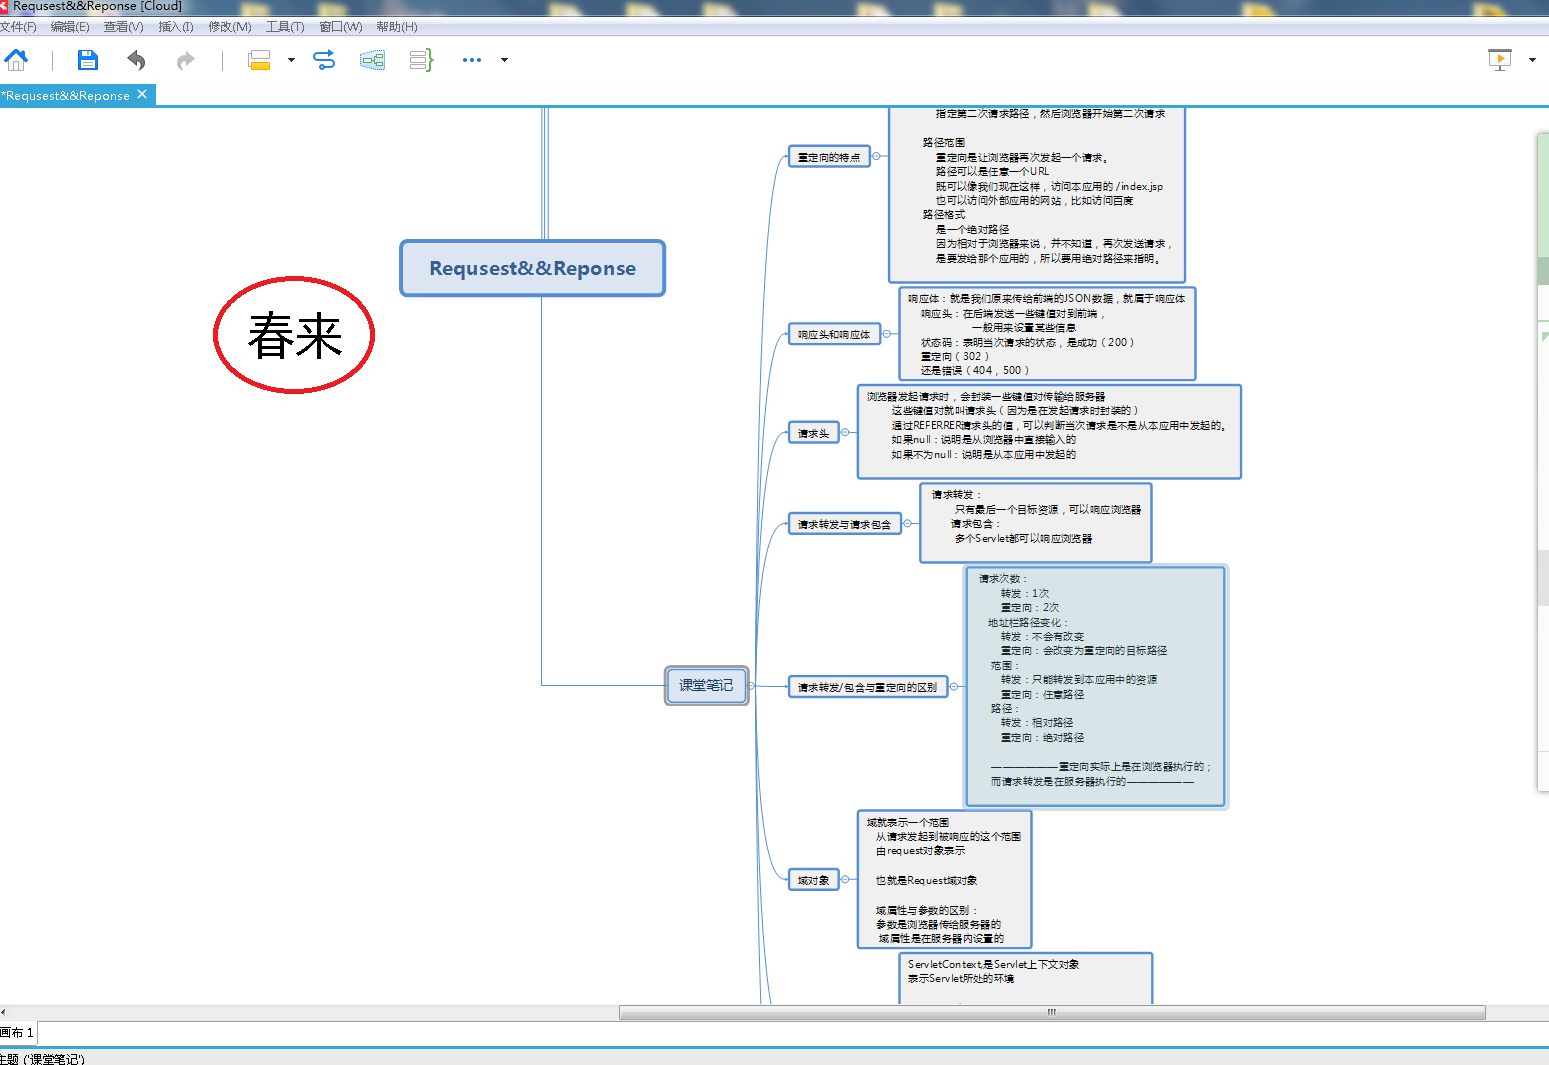 Requsest&&Reponse [Cloud]
文件(F) 编辑(E) 查看(V) 插入(I) 修改(M) 工具(T) 窗口(W) 帮助(H)
*Requsest&&Reponse
Requsest&&Reponse
春来
课堂笔记
重定向的特点
指定第二次请求路径，然后浏览器开始第二次请求
路径范围
重定向是让浏览器再次发起一个请求。
路径可以是任意一个URL
既可以像我们现在这样，访问本应用的 /index.jsp
也可以访问外部应用的网站，比如访问百度
路径格式
是一个绝对路径
因为相对于浏览器来说，并不知道，再次发送请求，
是要发给那个应用的，所以要用绝对路径来指明。
响应头和响应体
响应体：就是我们原来传给前端的JSON数据，就属于响应体
响应头：在后端发送一些键值对到前端，
一般用来设置某些信息
状态码：表明当次请求的状态，是成功（200）
重定向（302）
还是错误（404，500）
请求头
浏览器发起请求时，会封装一些键值对传输给服务器
这些键值对就叫请求头（因为是在发起请求时封装的）
通过REFERRER请求头的值，可以判断当次请求是不是从本应用中发起的。
如果null：说明是从浏览器中直接输入的
如果不为null：说明是从本应用中发起的
请求转发与请求包含
请求转发：
只有最后一个目标资源，可以响应浏览器
请求包含：
多个Servlet都可以响应浏览器
请求转发/包含与重定向的区别
请求次数：
转发：1次
重定向：2次
地址栏路径变化：
转发：不会有改变
重定向：会改变为重定向的目标路径
范围：
转发：只能转发到本应用中的资源
重定向：任意路径
路径：
转发：相对路径
重定向：绝对路径
——————重定向实际上是在浏览器执行的；
而请求转发是在服务器执行的——————
域对象
域就表示一个范围
从请求发起到被响应的这个范围
由request对象表示
也就是Request域对象
域属性与参数的区别：
参数是浏览器传给服务器的
域属性是在服务器内设置的
ServletContext,是Servlet上下文对象
表示Servlet所处的环境
画布 1
主题 ('课堂笔记')